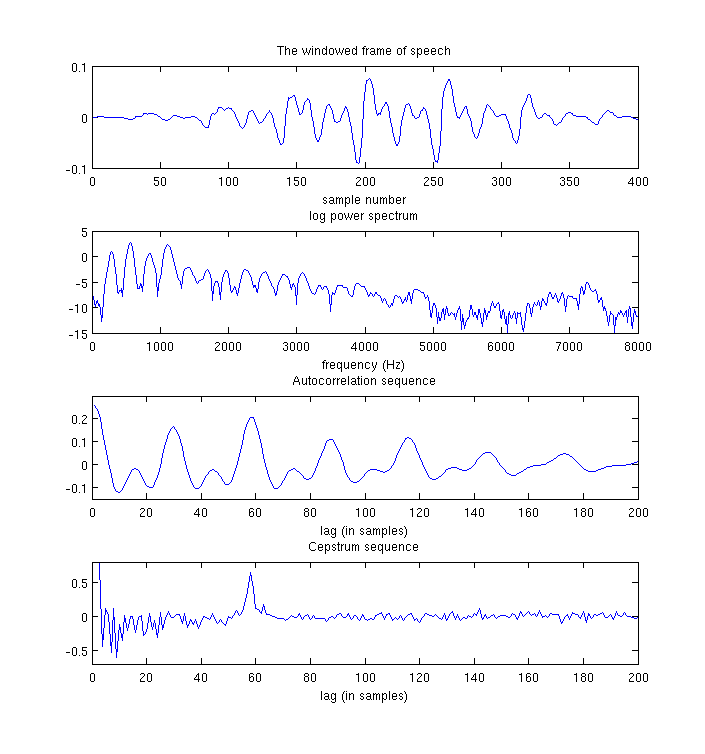 The windowed frame of speech
0.1
0
-0.1
0 50 100 150 200 250 300 350 400
sample number
log power spectrum
5
0
-5
-10
-15
0 1000 2000 3000 4000 5000 6000 7000 8000
frequency (Hz)
Autocorrelation sequence
0.2
0.1
0
-0.1
0 20 40 60 80 100 120 140 160 180 200
lag (in samples)
Cepstrum sequence
0.5
0
-0.5
0 20 40 60 80 100 120 140 160 180 200
lag (in samples)